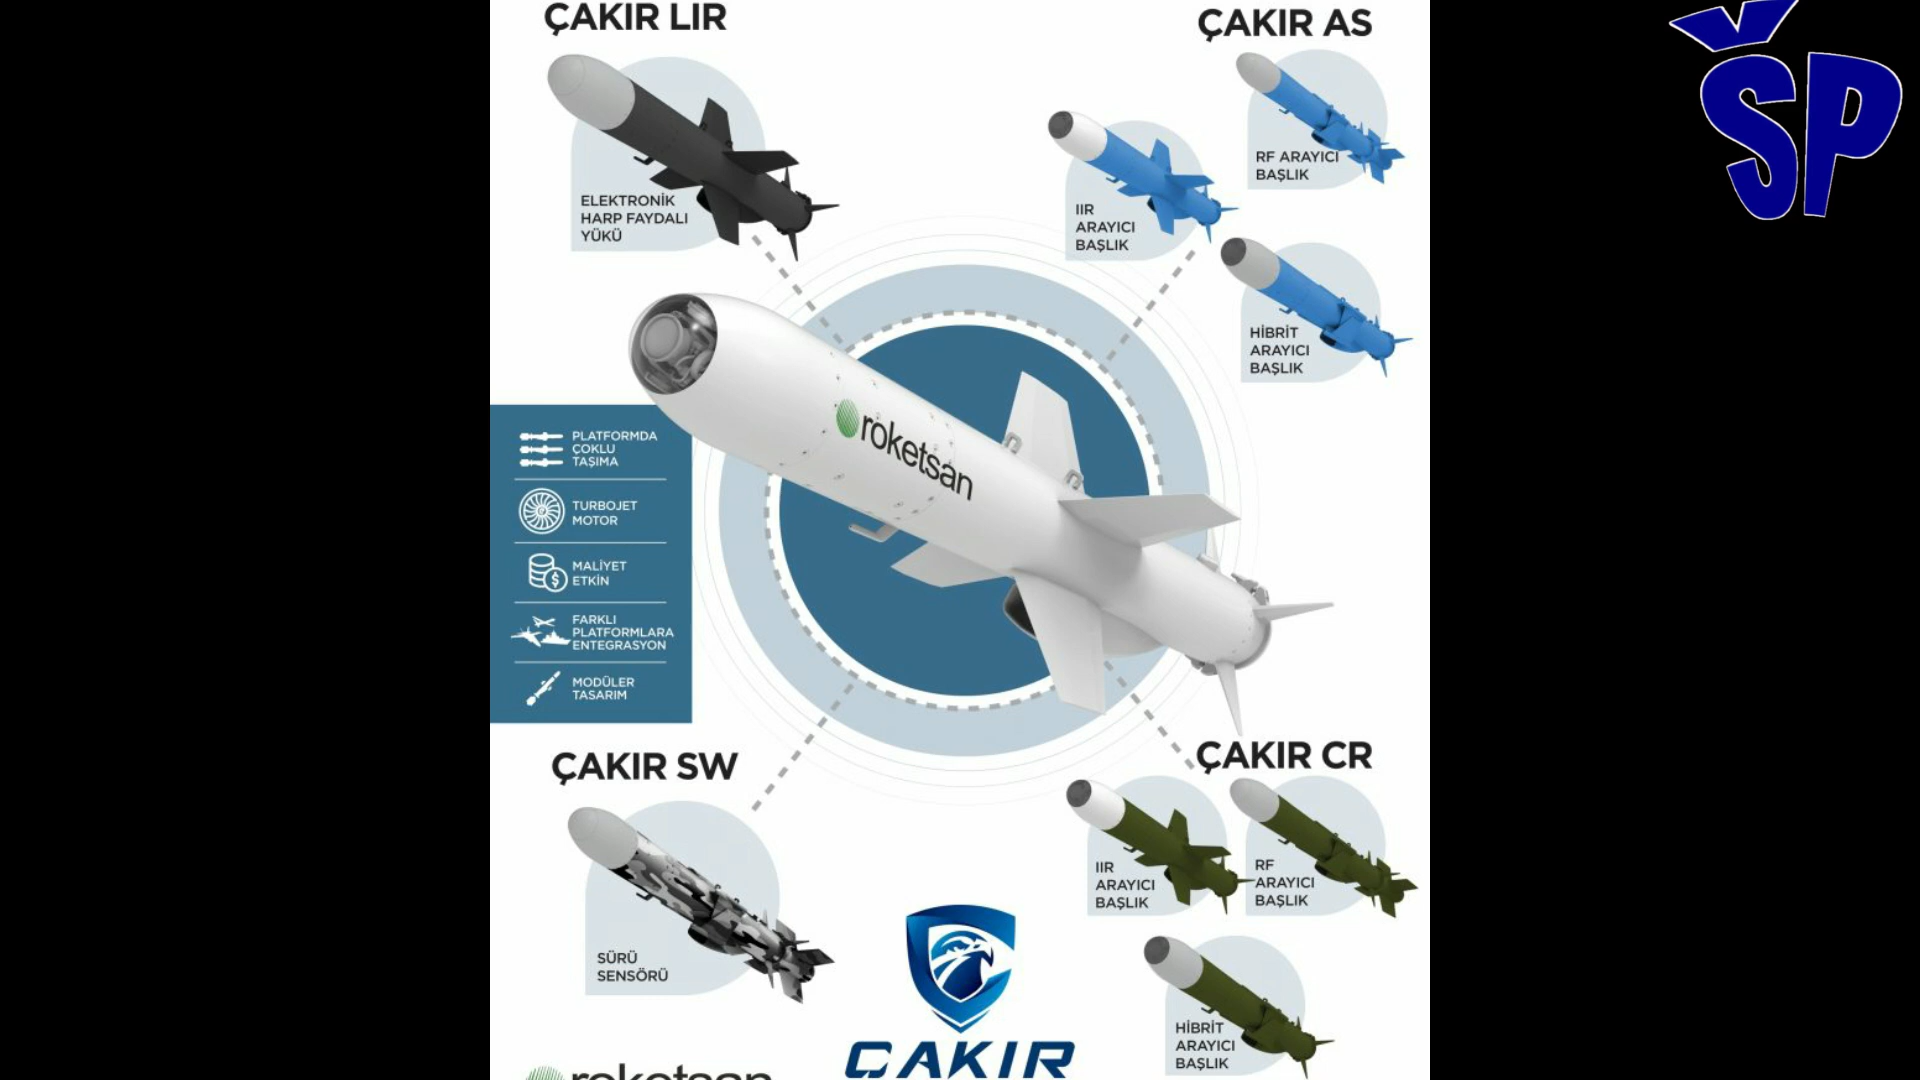 ÇAKIR LIR
ELEKTRONİK
HARP FAYDALI
YÜKÜ
ÇAKIR AS
RF ARAYICI
BAŞLIK
IIR
ARAYICI
BAŞLIK
HİBRİT
ARAYICI
BAŞLIK
ŠP
roketsan
PLATFORMDA
ÇOKLU
TAŞIMA
TURBOJET
MOTOR
MALİYET
ETKİN
FARKLI
PLATFORMLARA
ENTEGRASYON
MODÜLER
TASARIM
ÇAKIR SW
SÜRÜ
SENSÖRÜ
ÇAKIR CR
IIR
ARAYICI
BAŞLIK
RF
ARAYICI
BAŞLIK
HİBRİT
ARAYICI
BAŞLIK
ÇAKIR
roketsan